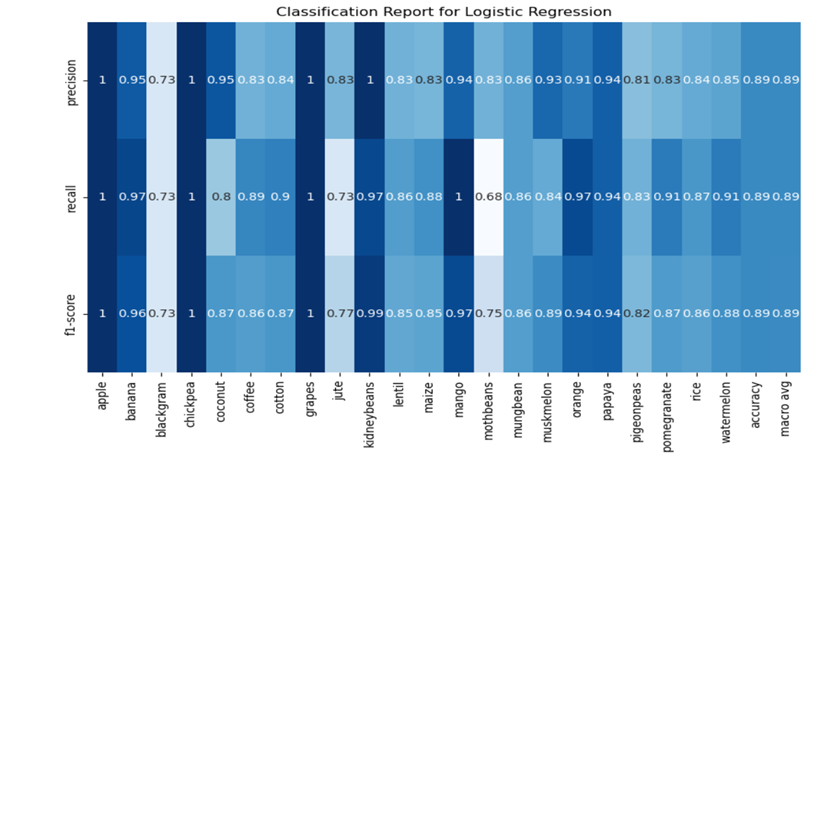 Classification Report for Logistic Regression
precision 1 0.95 0.73 1 0.95 0.83 0.84 1 0.83 1 0.83 0.83 0.94 0.83 0.86 0.93 0.91 0.94 0.81 0.83 0.84 0.85 0.89 0.89
recall 1 0.97 0.73 1 0.8 0.89 0.9 1 0.73 0.97 0.86 0.88 1 0.68 0.86 0.84 0.97 0.94 0.83 0.91 0.87 0.91 0.89 0.89
f1-score 1 0.96 0.73 1 0.87 0.86 0.87 1 0.77 0.99 0.85 0.85 0.97 0.75 0.86 0.89 0.94 0.94 0.82 0.87 0.86 0.88 0.89 0.89
apple banana blackgram chickpea coconut coffee cotton grapes jute kidneybeans lentil maize mango mothbeans mungbean muskmelon orange papaya pigeonpeas pomegranate rice watermelon accuracy macro avg